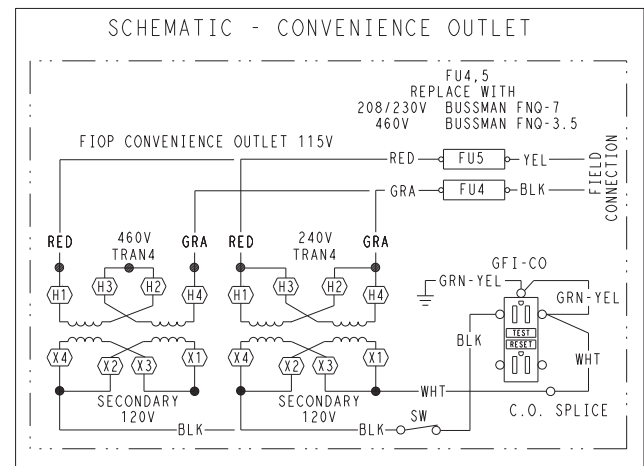 SCHEMATIC - CONVENIENCE OUTLET
FU4,5
REPLACE WITH
208/230V BUSSMAN FNQ-7
460V BUSSMAN FNQ-3.5
FIOP CONVENIENCE OUTLET 115V
RED FU5 YEL
GRA FU4 BLK
FIELD
CONNECTION
RED 460V GRA RED 240V GRA
TRAN4 TRAN4
H1 H3 H2 H4 H1 H3 H2 H4
GFI-CO
GRN-YEL
GRN-YEL
TEST
RESET
BLK
WHT
X4 X2 X3 X1 X4 X2 X3 X1
SECONDARY SECONDARY
120V 120V
WHT
C.O. SPLICE
BLK BLK SW